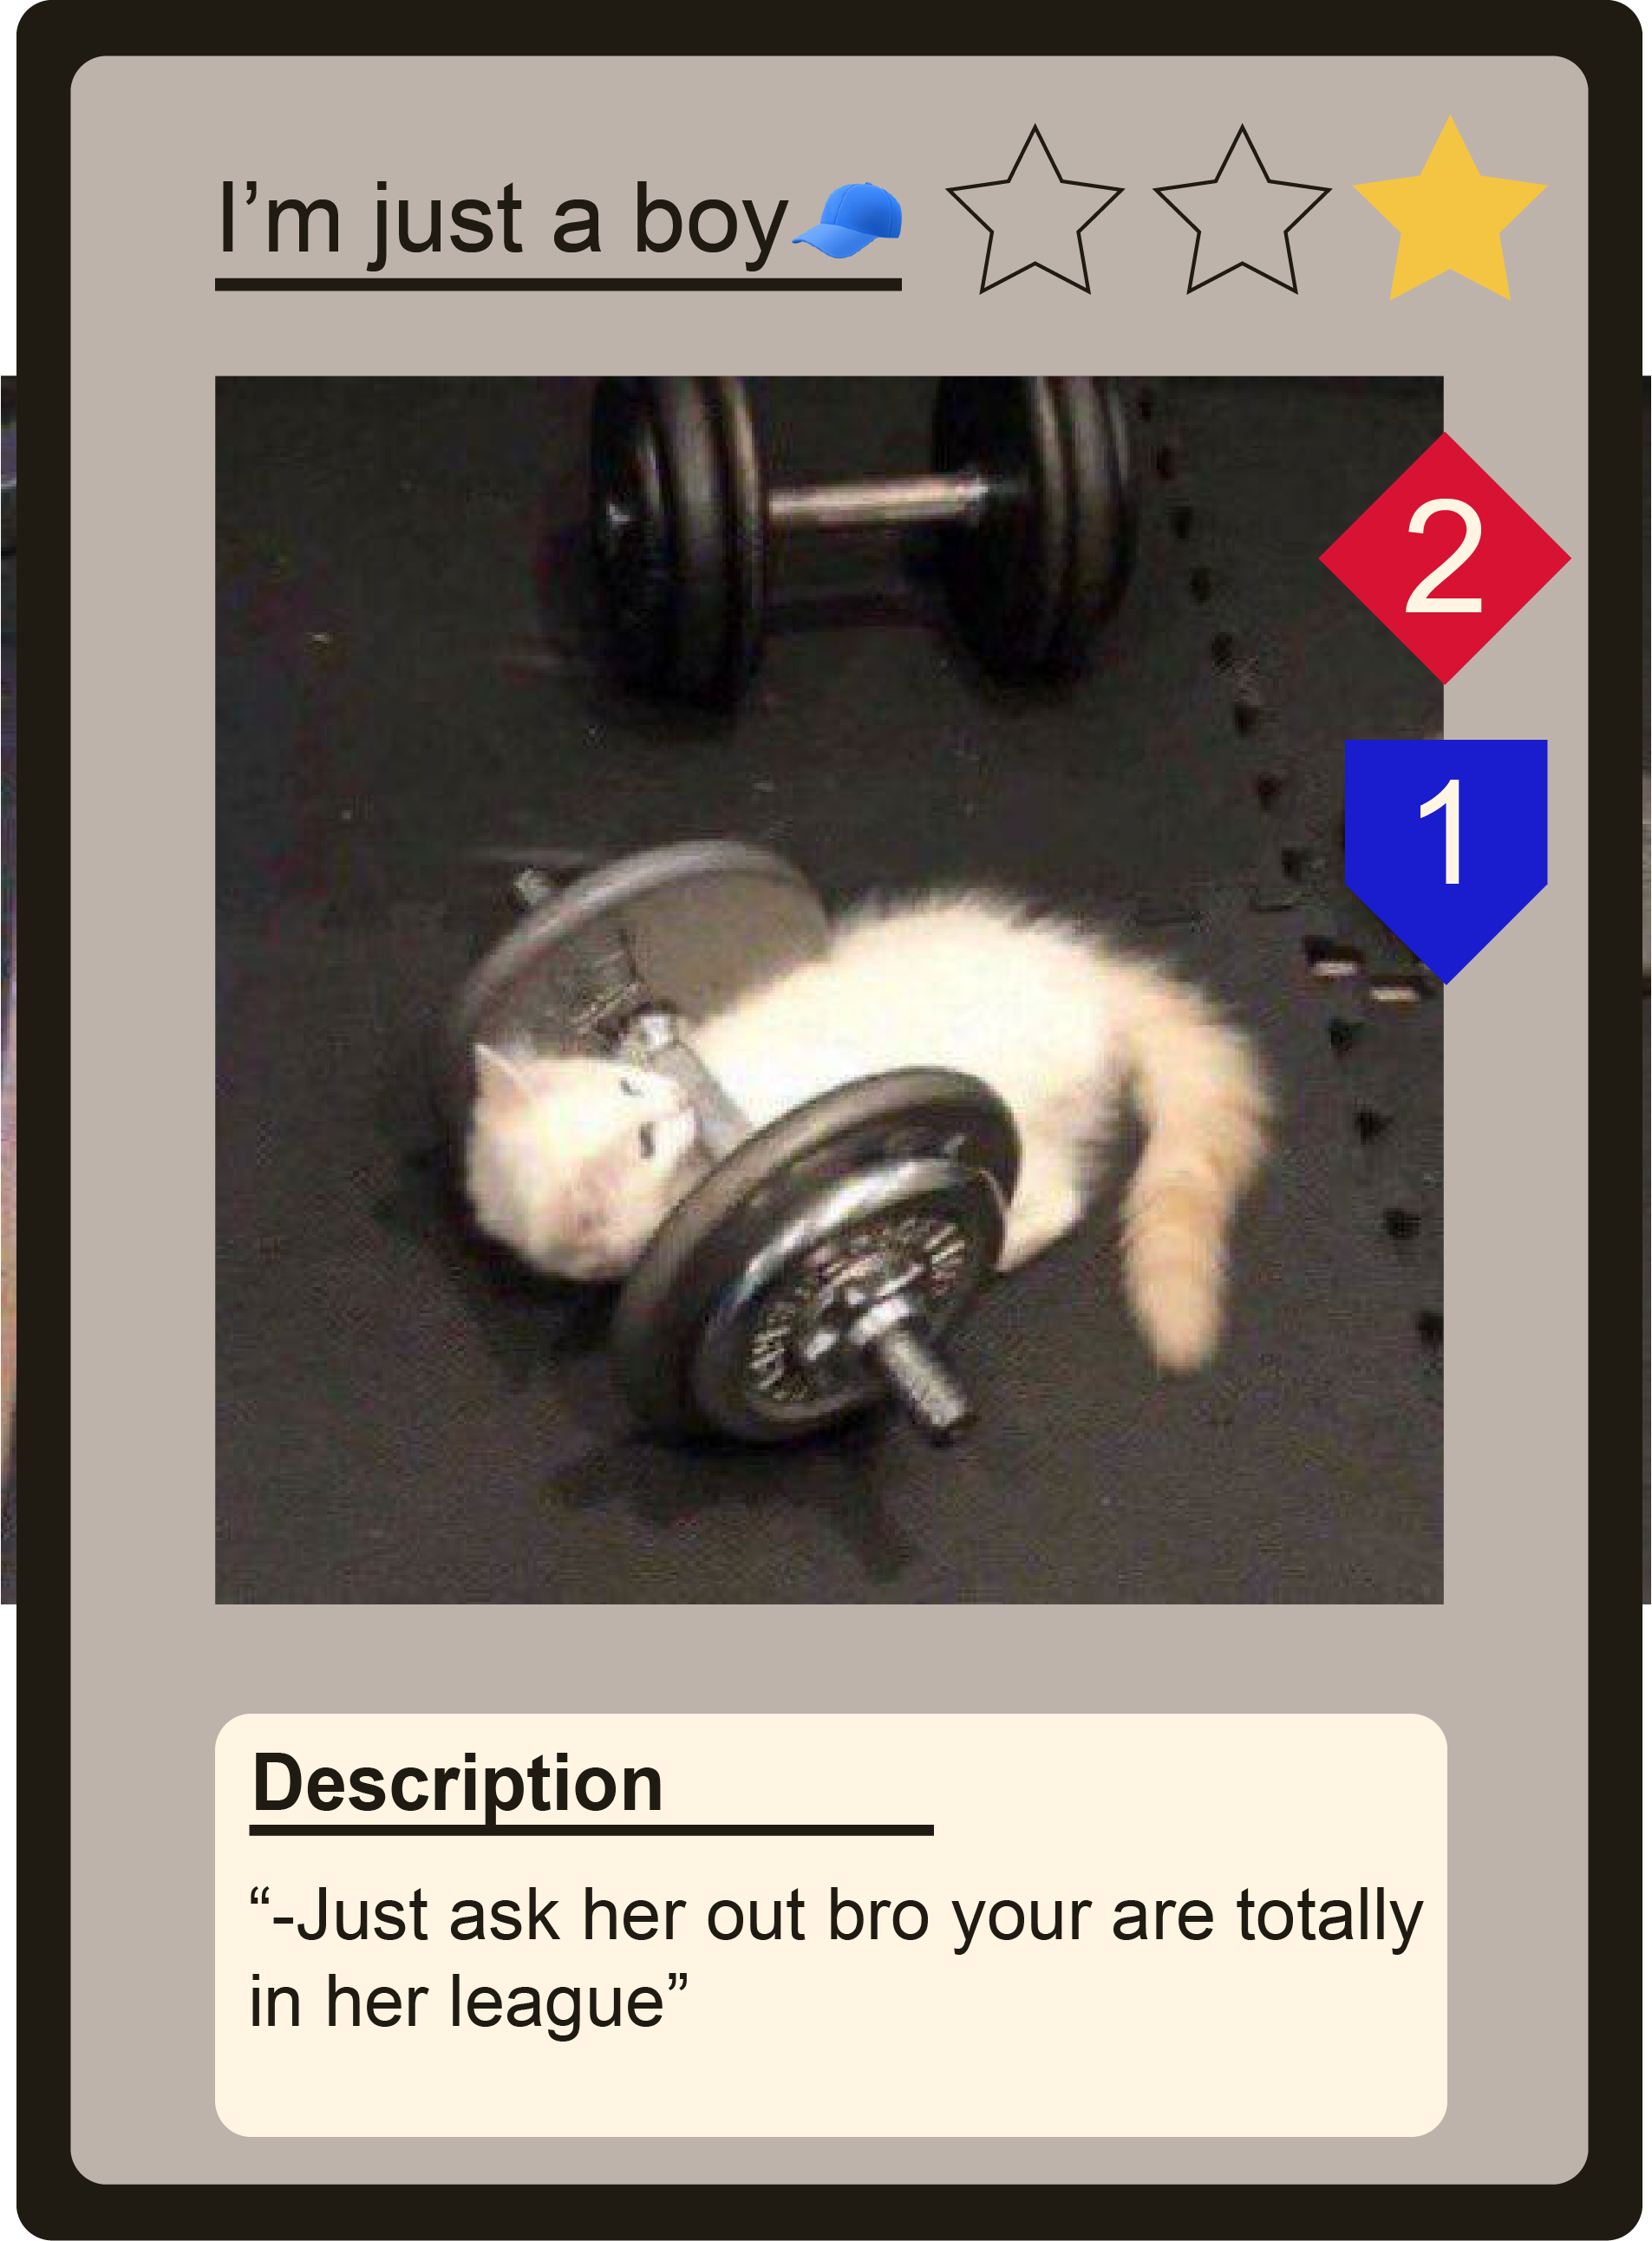 I’m just a boy🧢
2
1
Description
“-Just ask her out bro your are totally
in her league”